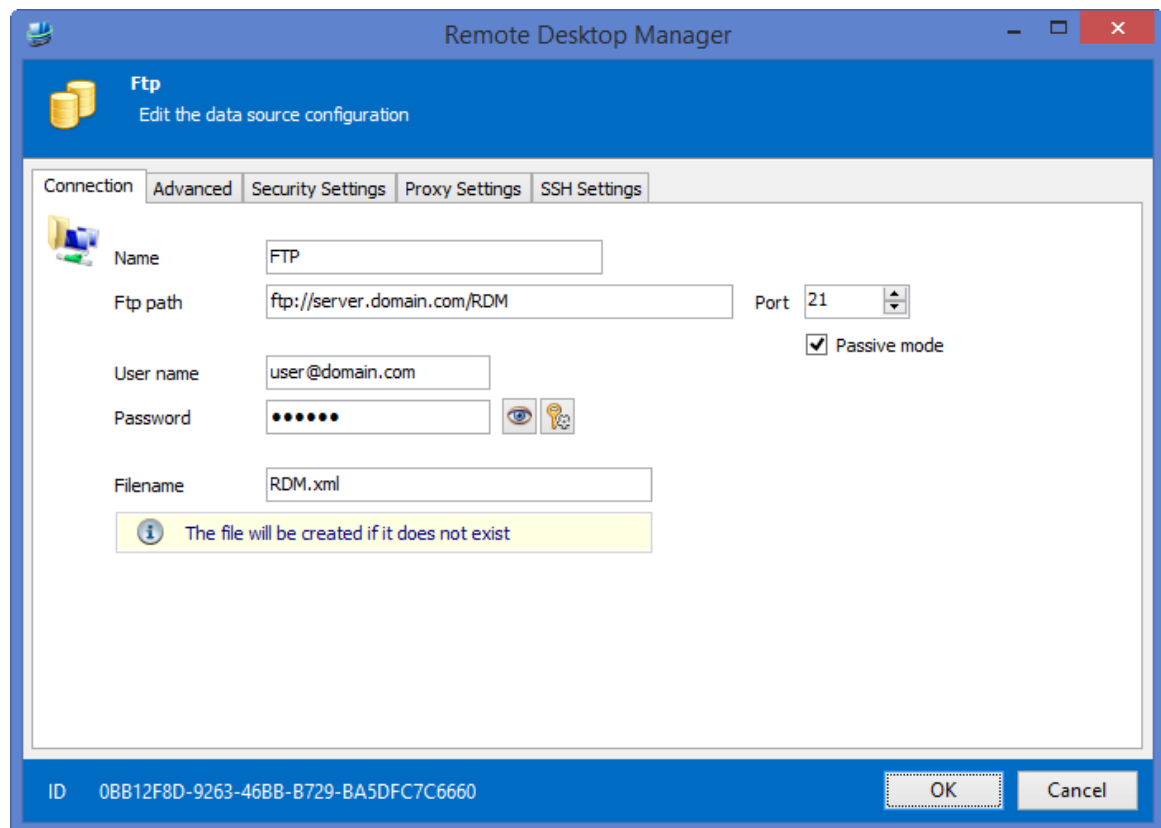 Remote Desktop Manager
Ftp
Edit the data source configuration
Connection Advanced Security Settings Proxy Settings SSH Settings
Name FTP
Ftp path ftp://server.domain.com/RDM Port 21
Passive mode
User name user@domain.com
Password ••••••
Filename RDM.xml
The file will be created if it does not exist
ID 0BB12F8D-9263-46BB-B729-BA5DFC7C6660 OK Cancel